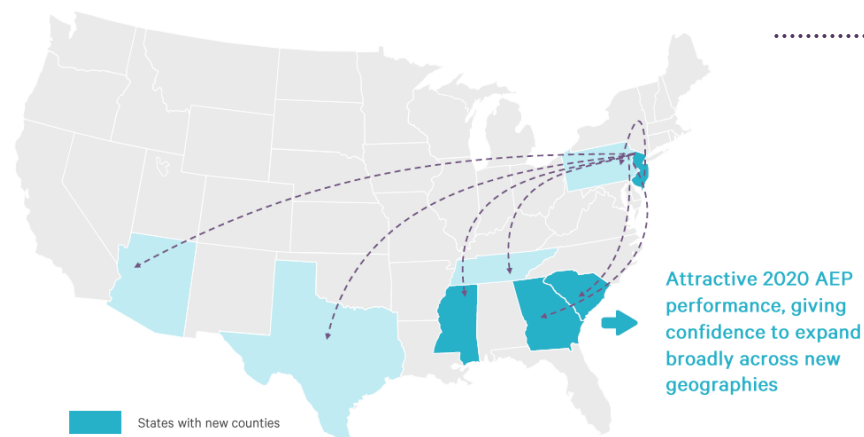 Attractive 2020 AEP
performance, giving
confidence to expand
broadly across new
geographies
States with new counties